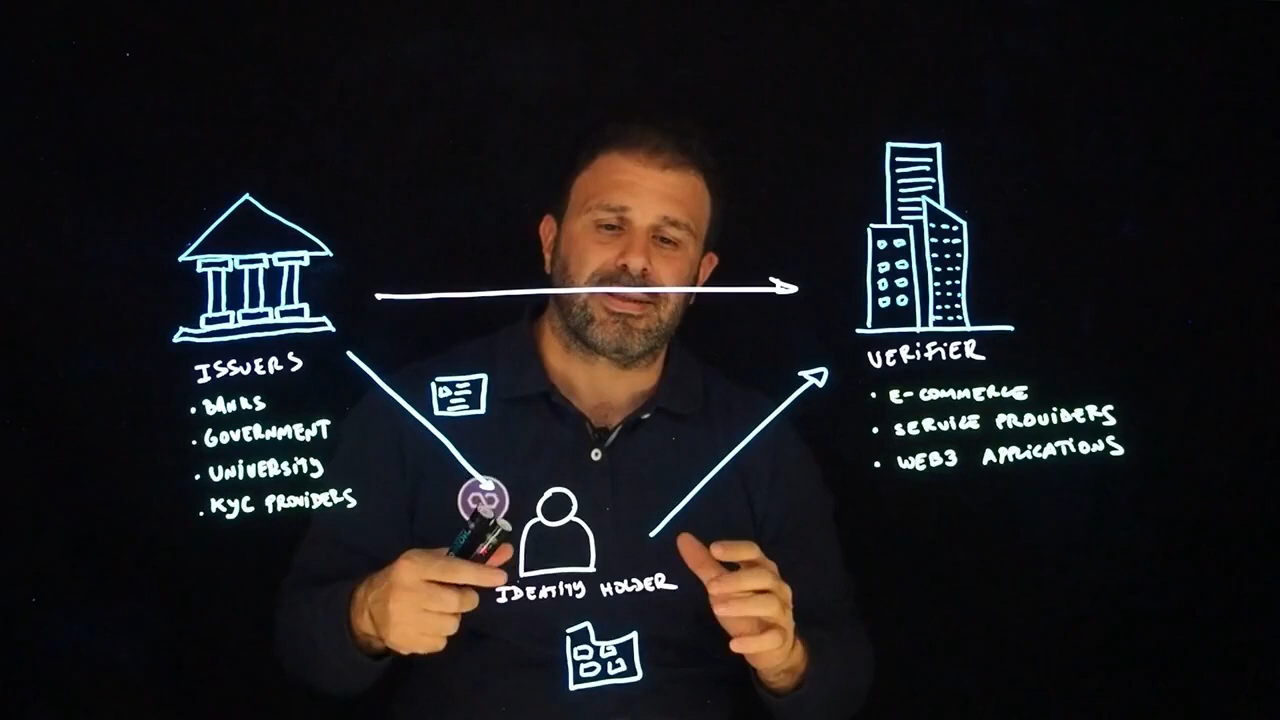 ISSUERS
• BANKS
• GOVERNMENT
• UNIVERSITY
• KYC PROVIDERS
IDENTITY HOLDER
VERIFIER
• E-COMMERCE
• SERVICE PROVIDERS
• WEB3 APPLICATIONS